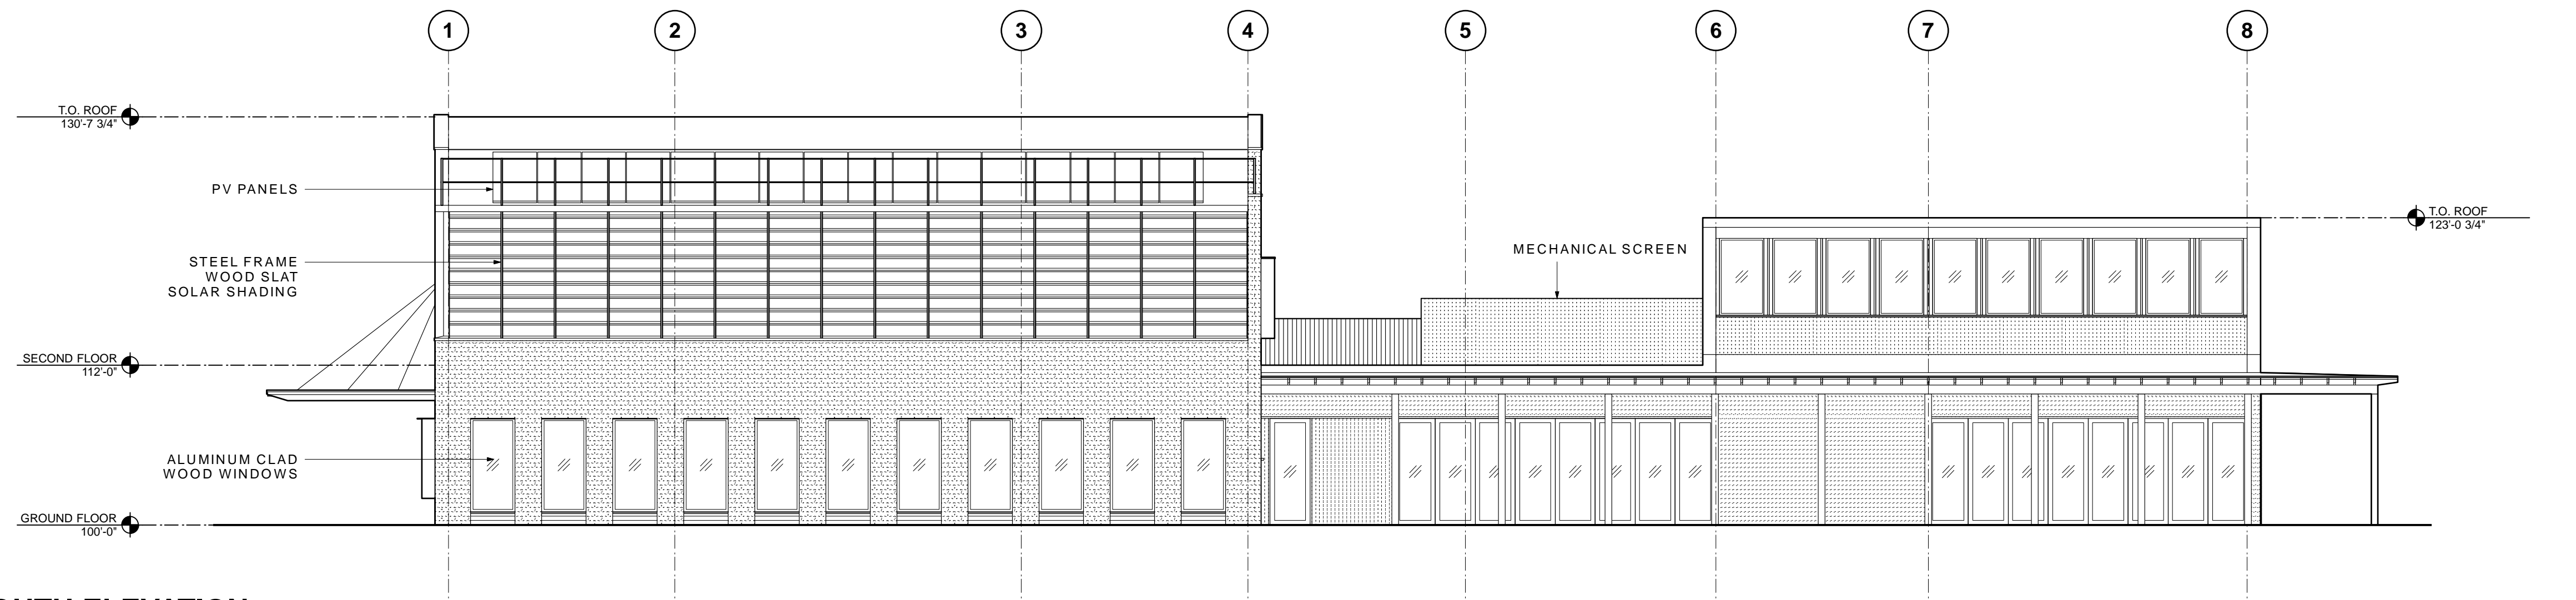 1 2 3 4 5 6 7 8
T.O. ROOF
130'-7 3/4"
PV PANELS
T.O. ROOF
123'-0 3/4"
MECHANICAL SCREEN
STEEL FRAME
WOOD SLAT
SOLAR SHADING
SECOND FLOOR
112'-0"
ALUMINUM CLAD
WOOD WINDOWS
GROUND FLOOR
100'-0"